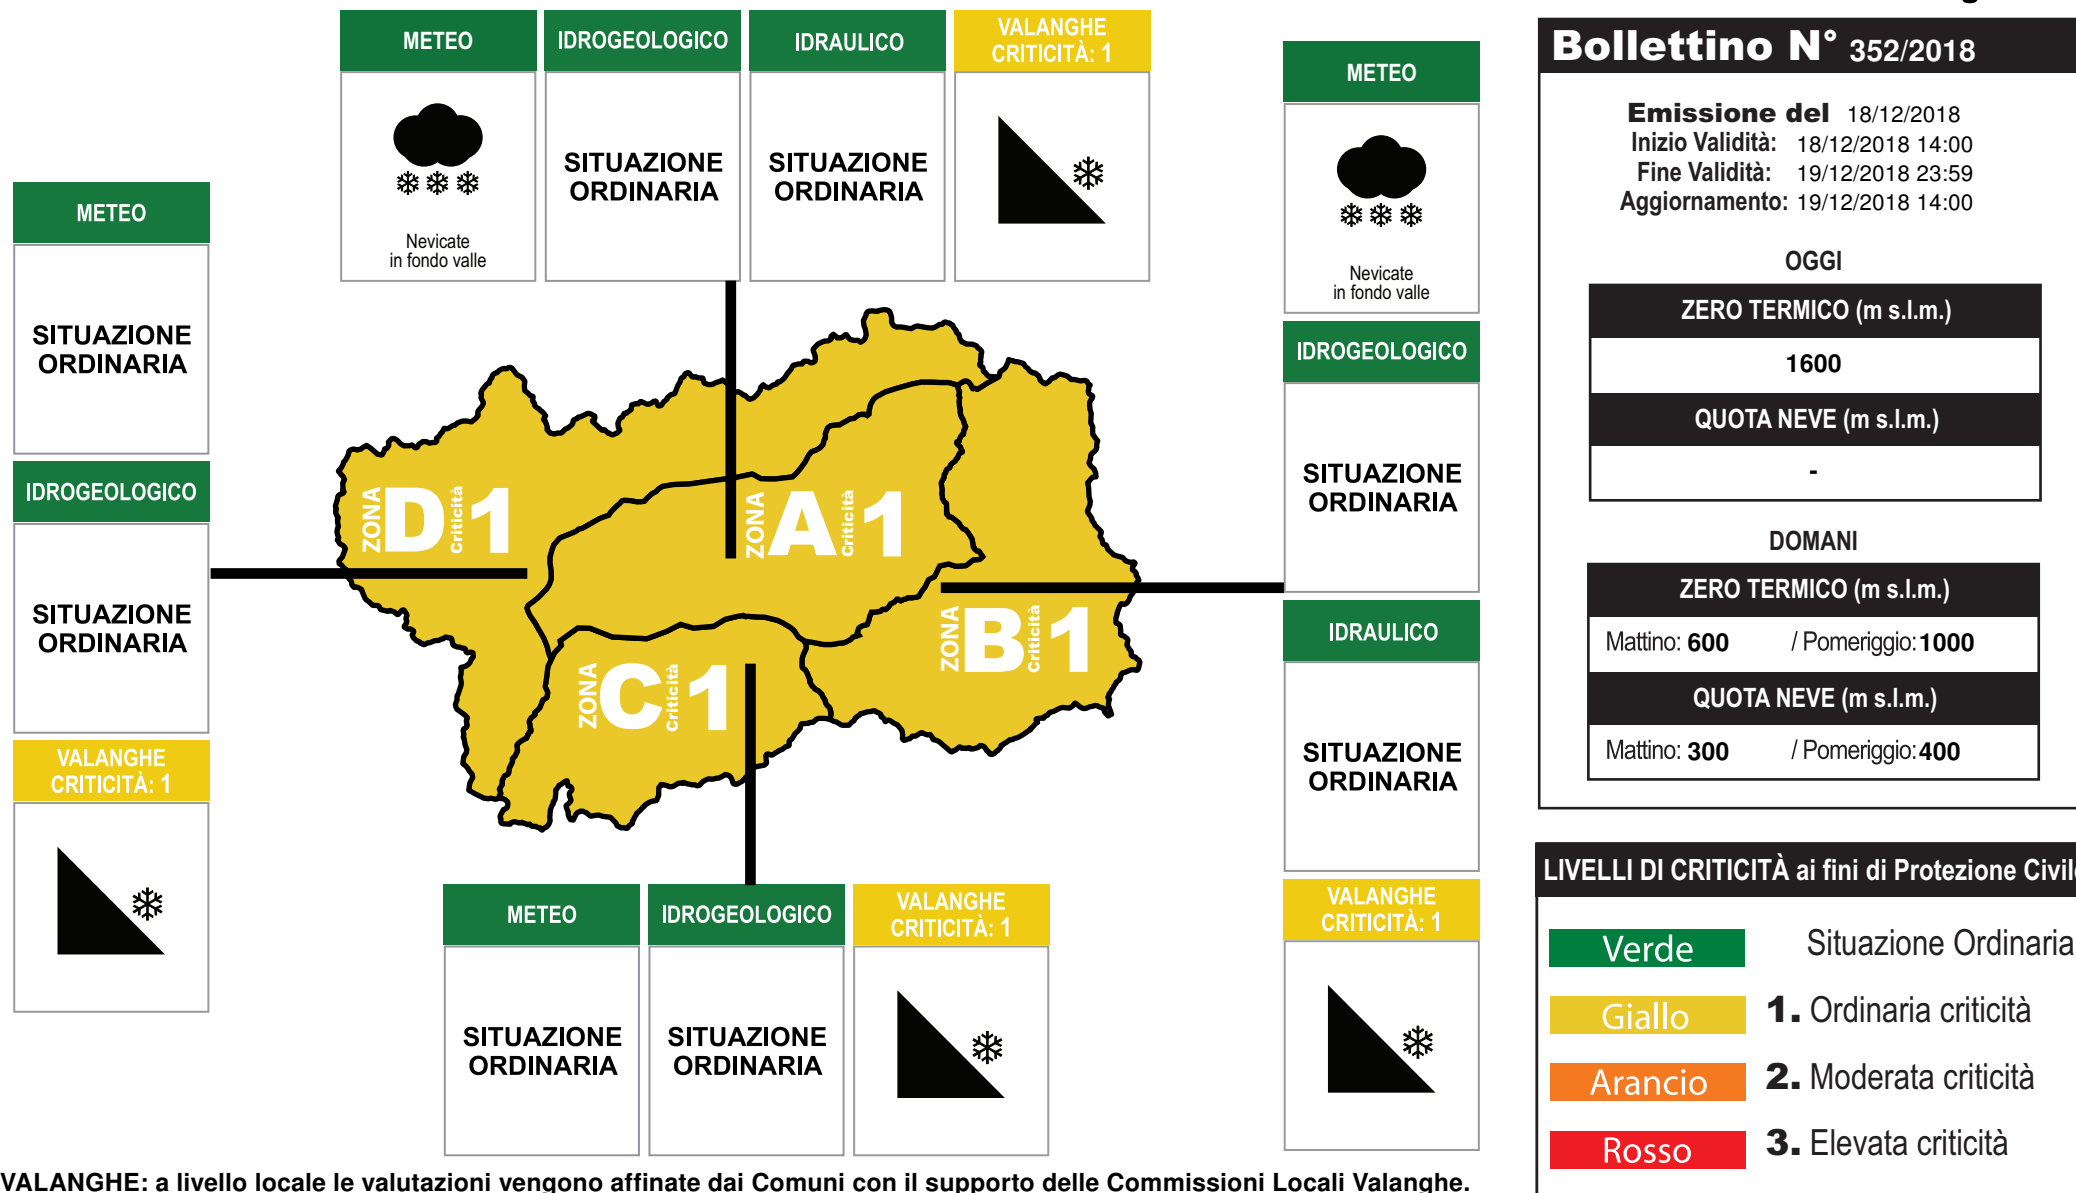 METEO
IDROGEOLOGICO
IDRAULICO
VALANGHE
CRITICITÀ: 1
Nevicate
in fondo valle
SITUAZIONE
ORDINARIA
SITUAZIONE
ORDINARIA
METEO
SITUAZIONE
ORDINARIA
IDROGEOLOGICO
SITUAZIONE
ORDINARIA
VALANGHE
CRITICITÀ: 1
ZONA D Criticità 1
ZONA A Criticità 1
ZONA B Criticità 1
ZONA C Criticità 1
METEO
Nevicate
in fondo valle
IDROGEOLOGICO
SITUAZIONE
ORDINARIA
IDRAULICO
SITUAZIONE
ORDINARIA
VALANGHE
CRITICITÀ: 1
METEO
IDROGEOLOGICO
VALANGHE
CRITICITÀ: 1
SITUAZIONE
ORDINARIA
SITUAZIONE
ORDINARIA
VALANGHE: a livello locale le valutazioni vengono affinate dai Comuni con il supporto delle Commissioni Locali Valanghe.
Bollettino N° 352/2018
Emissione del 18/12/2018
Inizio Validità: 18/12/2018 14:00
Fine Validità: 19/12/2018 23:59
Aggiornamento: 19/12/2018 14:00
OGGI
ZERO TERMICO (m s.l.m.)
1600
QUOTA NEVE (m s.l.m.)
-
DOMANI
ZERO TERMICO (m s.l.m.)
Mattino: 600 / Pomeriggio: 1000
QUOTA NEVE (m s.l.m.)
Mattino: 300 / Pomeriggio: 400
LIVELLI DI CRITICITÀ ai fini di Protezione Civile
Verde Situazione Ordinaria
Giallo 1. Ordinaria criticità
Arancio 2. Moderata criticità
Rosso 3. Elevata criticità